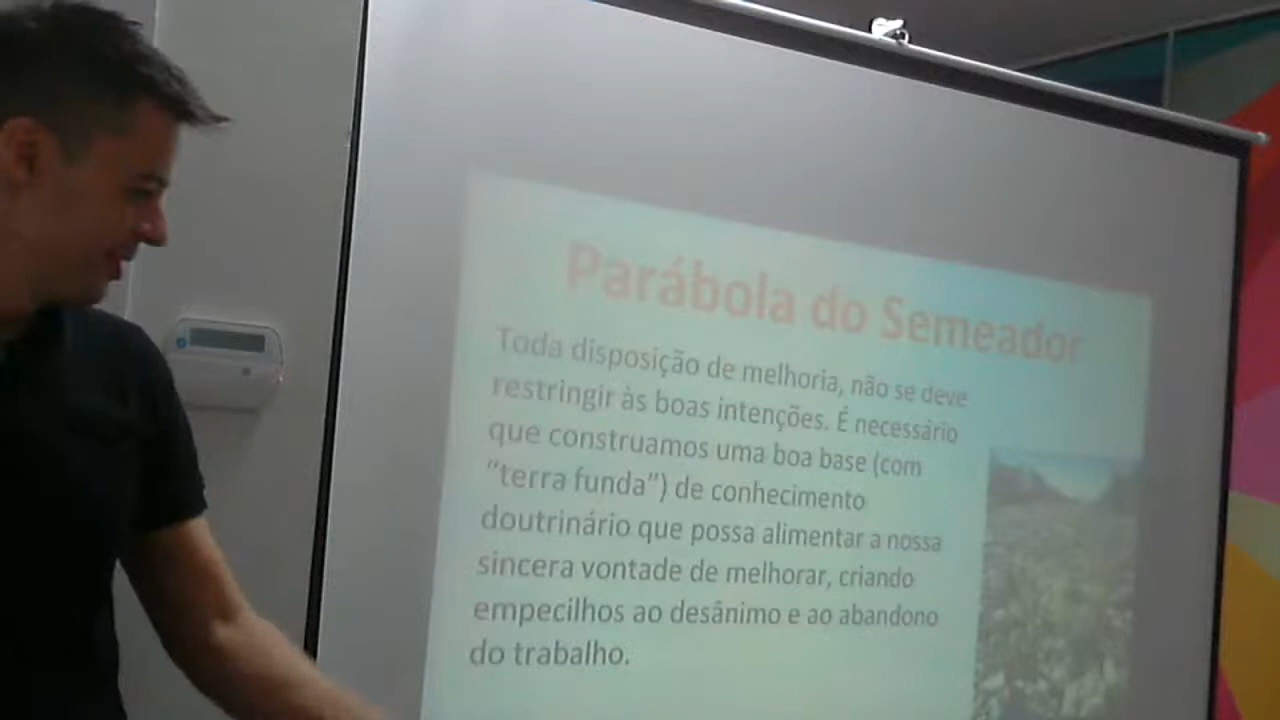 Parábola do Semeador
Toda disposição de melhoria, não se deve
restringir às boas intenções. É necessário
que construamos uma boa base (com
“terra funda”) de conhecimento
doutrinário que possa alimentar a nossa
sincera vontade de melhorar, criando
empecilhos ao desânimo e ao abandono
do trabalho.